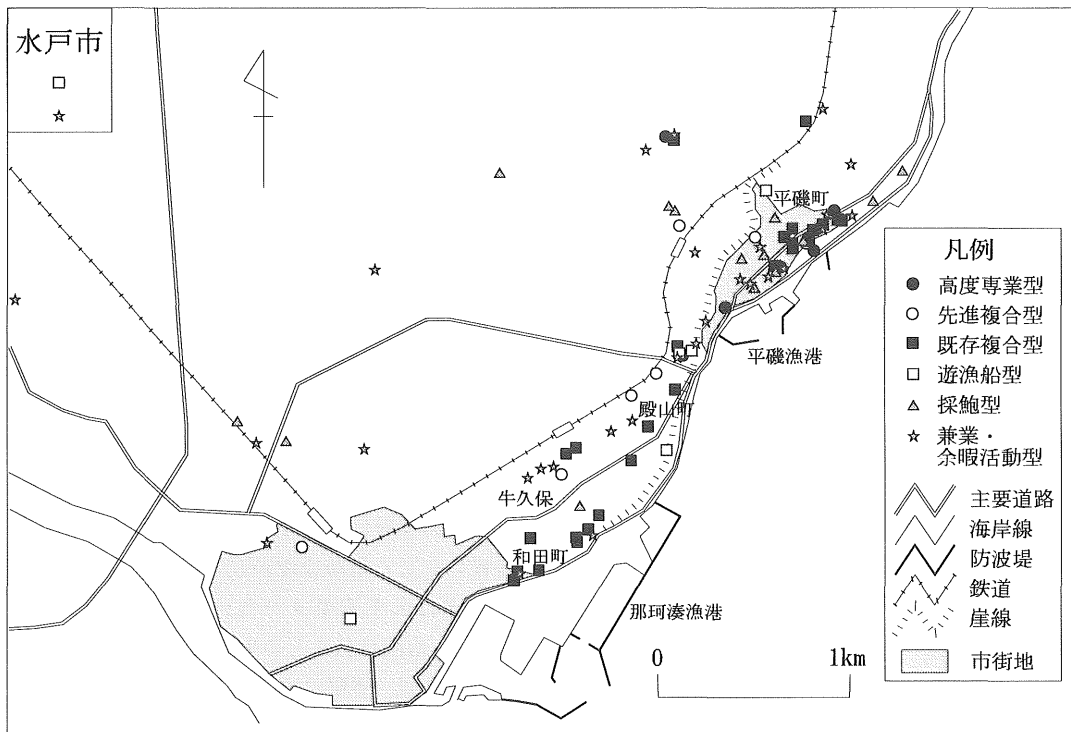 水戸市
平磯町
平磯漁港
殿山町
牛久保
和田町
那珂湊漁港
0 1km
凡例
高度専業型
先進複合型
既存複合型
遊漁船型
採鮑型
兼業・
余暇活動型
主要道路
海岸線
防波堤
鉄道
崖線
市街地